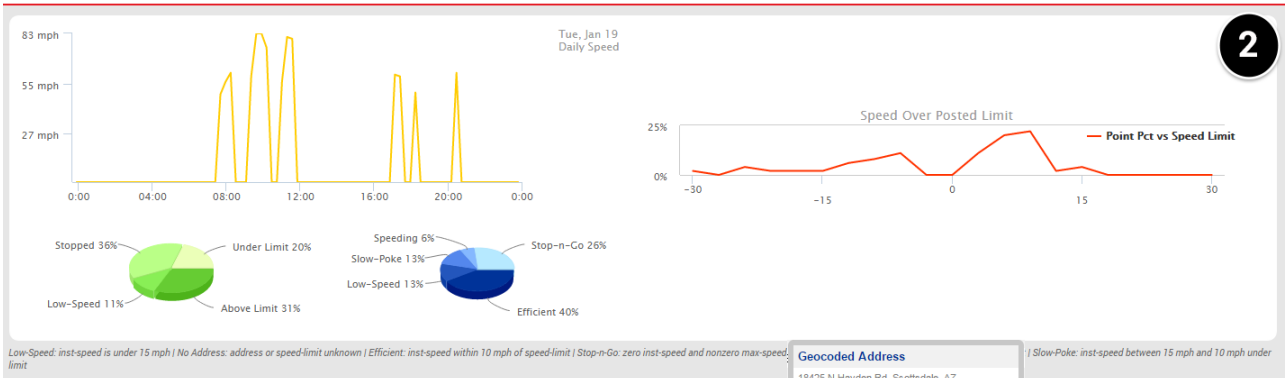 83 mph
55 mph
27 mph
0:00
04:00
08:00
12:00
16:00
20:00
0:00
Tue, Jan 19
Daily Speed
2
Speed Over Posted Limit
25%
0%
Point Pct vs Speed Limit
-30
-15
0
15
30
Stopped 36%
Under Limit 20%
Low-Speed 11%
Above Limit 31%
Speeding 6%
Stop-n-Go 26%
Slow-Poke 13%
Low-Speed 13%
Efficient 40%
Low-Speed: inst-speed is under 15 mph | No Address: address or speed-limit unknown | Efficient: inst-speed within 10 mph of speed-limit | Stop-n-Go: zero inst-speed and nonzero max-speed. | Slow-Poke: inst-speed between 15 mph and 10 mph under
limit
Geocoded Address
18425 N Hayden Rd, Scottsdale, AZ